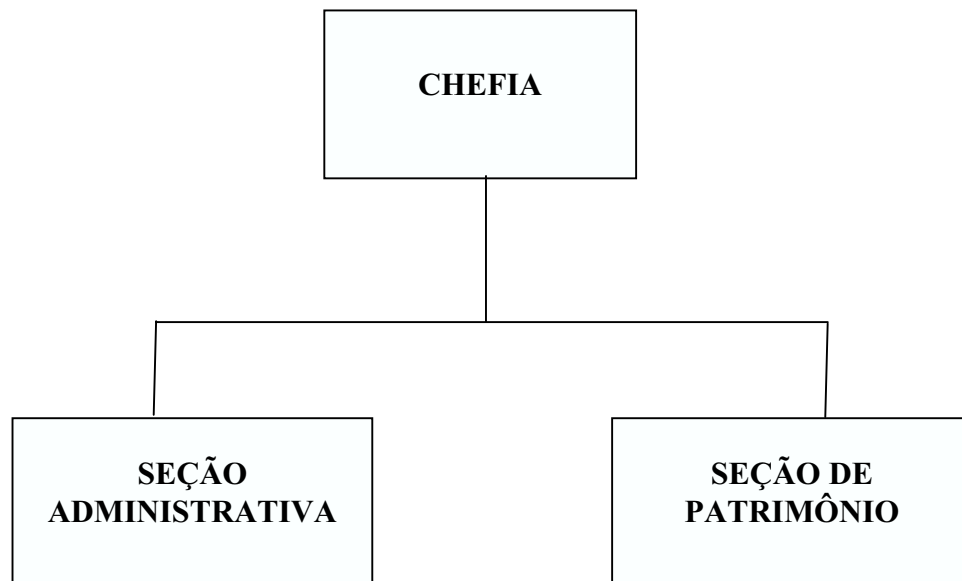 CHEFIA
SEÇÃO
ADMINISTRATIVA
SEÇÃO DE
PATRIMÔNIO